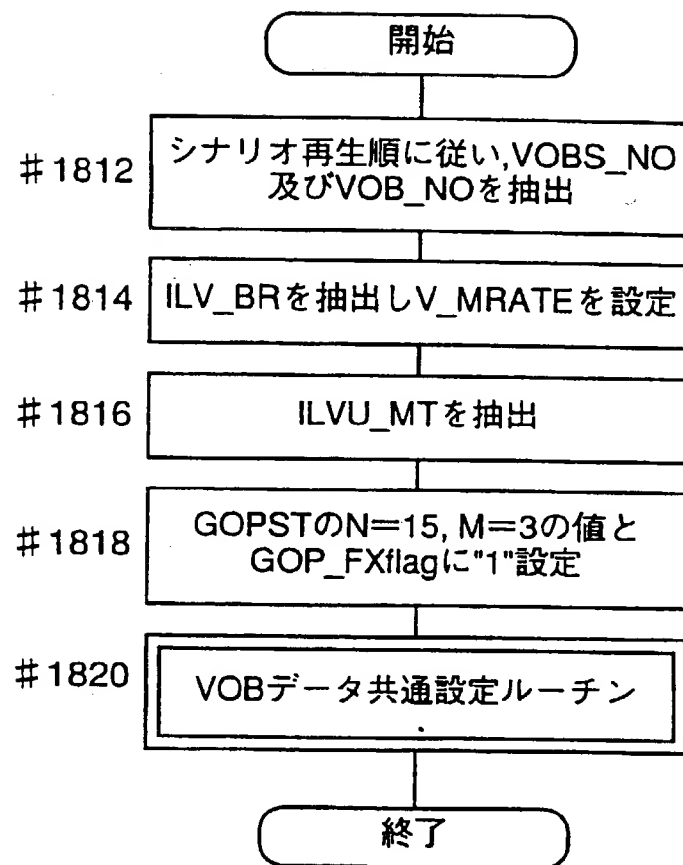 開始
#1812
シナリオ再生順に従い,VOBS_NO
及びVOB_NOを抽出
#1814
ILV_BRを抽出しV_MRATEを設定
#1816
ILVU_MTを抽出
#1818
GOPSTのN=15, M=3の値と
GOP_FXflagに"1"設定
#1820
VOBデータ共通設定ルーチン
終了